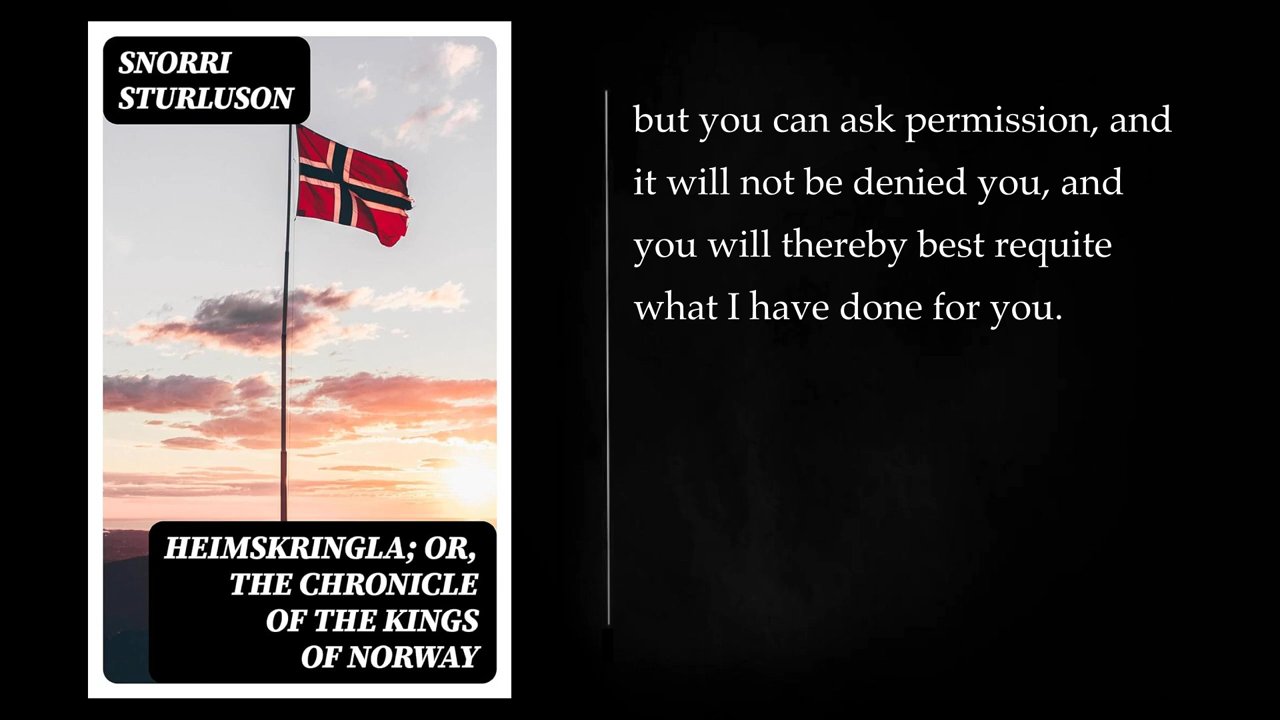 SNORRI
STURLUSON
HEIMSKRINGLA; OR,
THE CHRONICLE
OF THE KINGS
OF NORWAY
but you can ask permission, and
it will not be denied you, and
you will thereby best requite
what I have done for you.